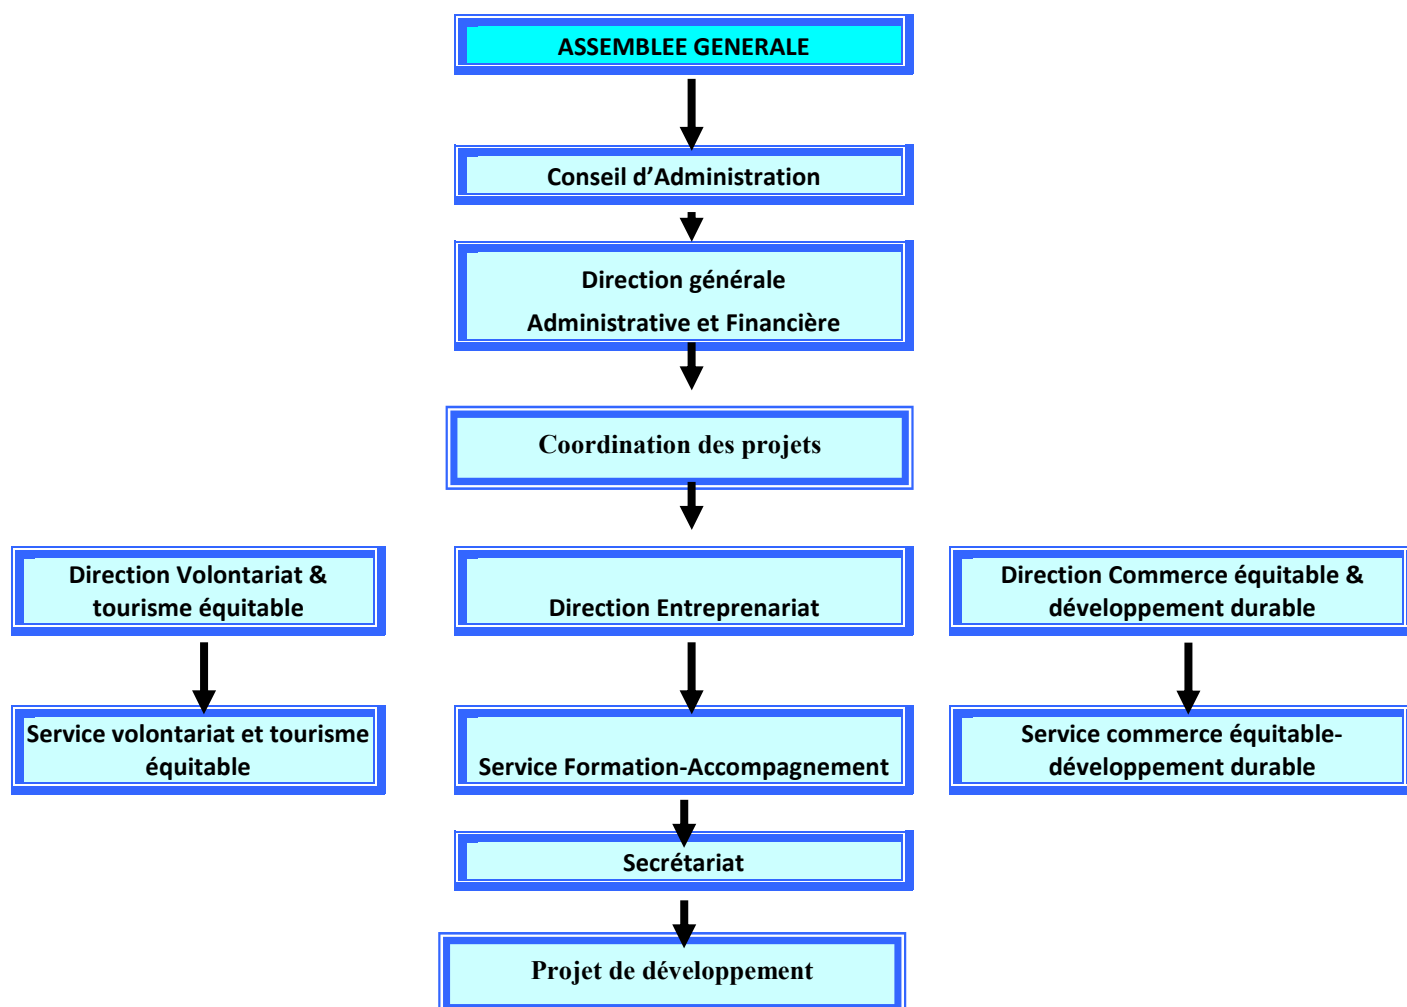 ASSEMBLEE GENERALE
Conseil d’Administration
Direction générale
Administrative et Financière
Coordination des projets
Direction Volontariat &
tourisme équitable
Direction Entreprenariat
Direction Commerce équitable &
développement durable
Service volontariat et tourisme
équitable
Service Formation-Accompagnement
Service commerce équitable-
développement durable
Secrétariat
Projet de développement